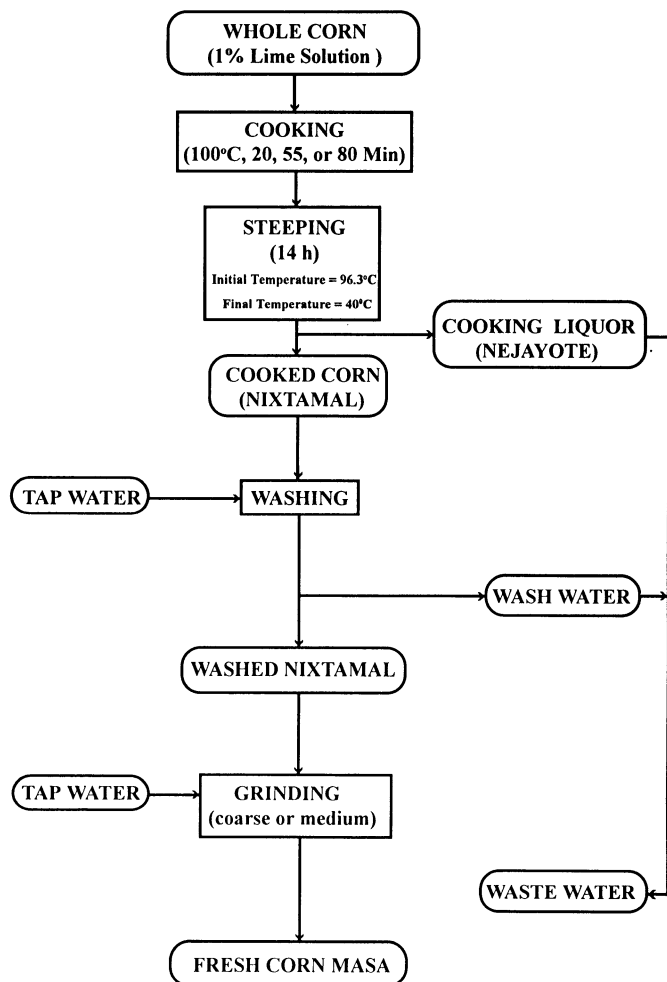 WHOLE CORN
(1% Lime Solution )
COOKING
(100°C, 20, 55, or 80 Min)
STEEPING
(14 h)
Initial Temperature = 96.3°C
Final Temperature = 40°C
COOKING LIQUOR
(NEJAYOTE)
COOKED CORN
(NIXTAMAL)
TAP WATER
WASHING
WASH WATER
WASHED NIXTAMAL
TAP WATER
GRINDING
(coarse or medium)
WASTE WATER
FRESH CORN MASA